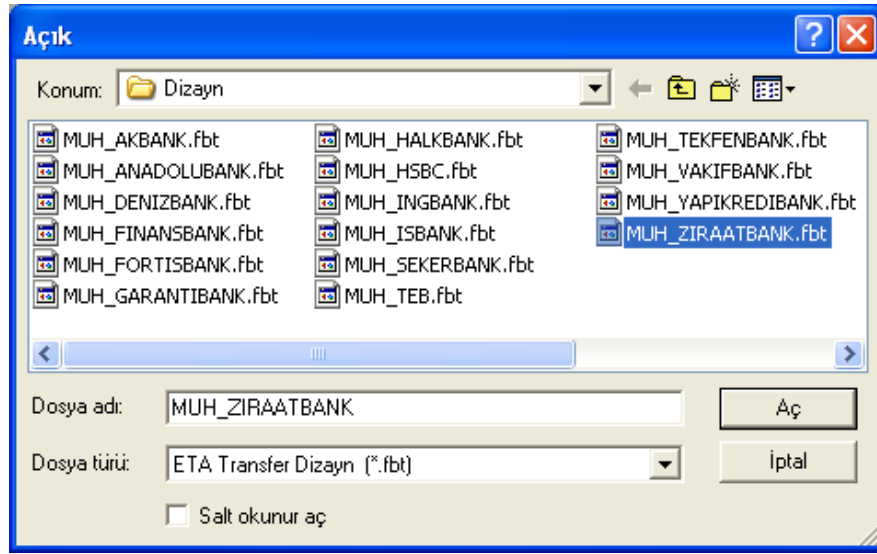 Açık
Konum: Dizayn
MUH_AKBANK.fbt MUH_HALKBANK.fbt MUH_TEKFENBANK.fbt
MUH_ANADOLUBANK.fbt MUH_HSBC.fbt MUH_VAKIFBANK.fbt
MUH_DENIZBANK.fbt MUH_INGBANK.fbt MUH_YAPIKREDIBANK.fbt
MUH_FINANSBANK.fbt MUH_ISBANK.fbt MUH_ZIRAATBANK.fbt
MUH_FORTISBANK.fbt MUH_SEKERBANK.fbt
MUH_GARANTIBANK.fbt MUH_TEB.fbt
Dosya adı: MUH_ZIRAATBANK Aç
Dosya türü: ETA Transfer Dizayn (*.fbt) İptal
Salt okunur aç